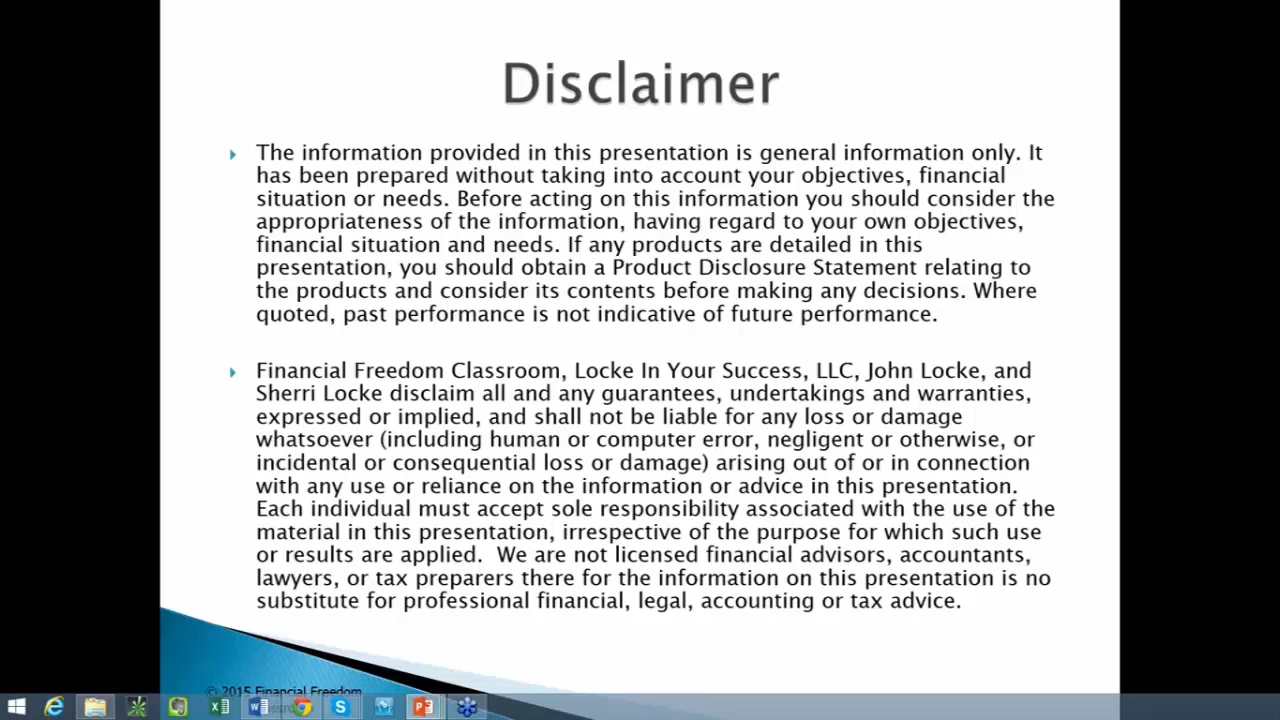 Disclaimer
The information provided in this presentation is general information only. It
has been prepared without taking into account your objectives, financial
situation or needs. Before acting on this information you should consider the
appropriateness of the information, having regard to your own objectives,
financial situation and needs. If any products are detailed in this
presentation, you should obtain a Product Disclosure Statement relating to
the products and consider its contents before making any decisions. Where
quoted, past performance is not indicative of future performance.
Financial Freedom Classroom, Locke In Your Success, LLC, John Locke, and
Sherri Locke disclaim all and any guarantees, undertakings and warranties,
expressed or implied, and shall not be liable for any loss or damage
whatsoever (including human or computer error, negligent or otherwise, or
incidental or consequential loss or damage) arising out of or in connection
with any use or reliance on the information or advice in this presentation.
Each individual must accept sole responsibility associated with the use of the
material in this presentation, irrespective of the purpose for which such use
or results are applied.  We are not licensed financial advisors, accountants,
lawyers, or tax preparers there for the information on this presentation is no
substitute for professional financial, legal, accounting or tax advice.
© 2015 Financial Freedom